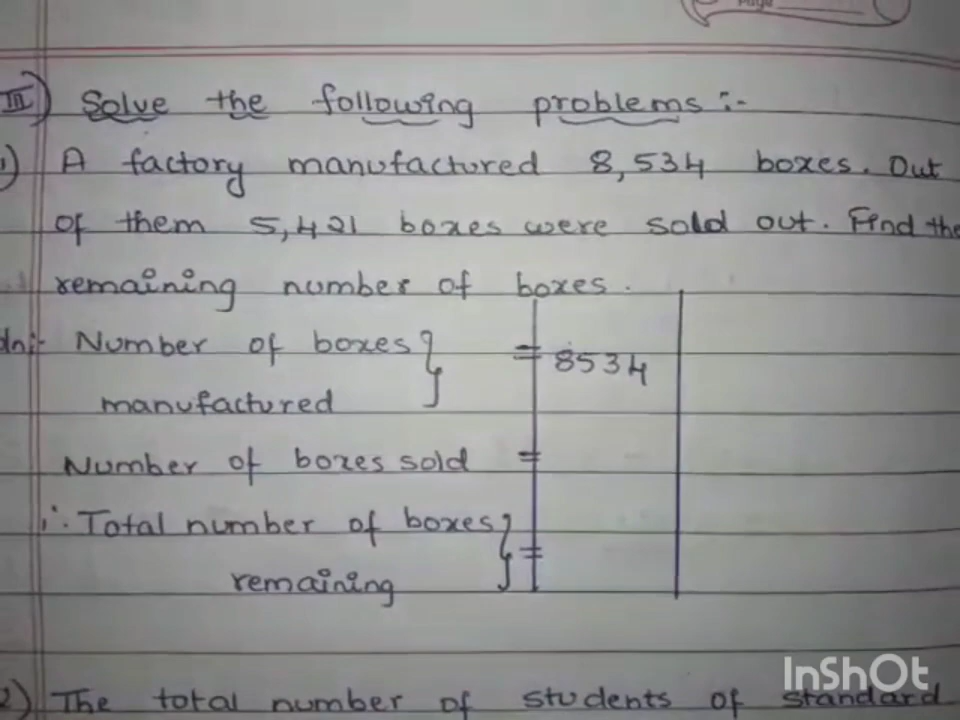 Page
III) Solve the following problems :-
1) A factory manufactured 8,534 boxes. Out
of them 5,421 boxes were sold out. Find the
remaining number of boxes.
oln:- Number of boxes } = 8534
manufactured
Number of boxes sold =
∴ Total number of boxes } =
remaining
2) The total number of students of standard
InShOt